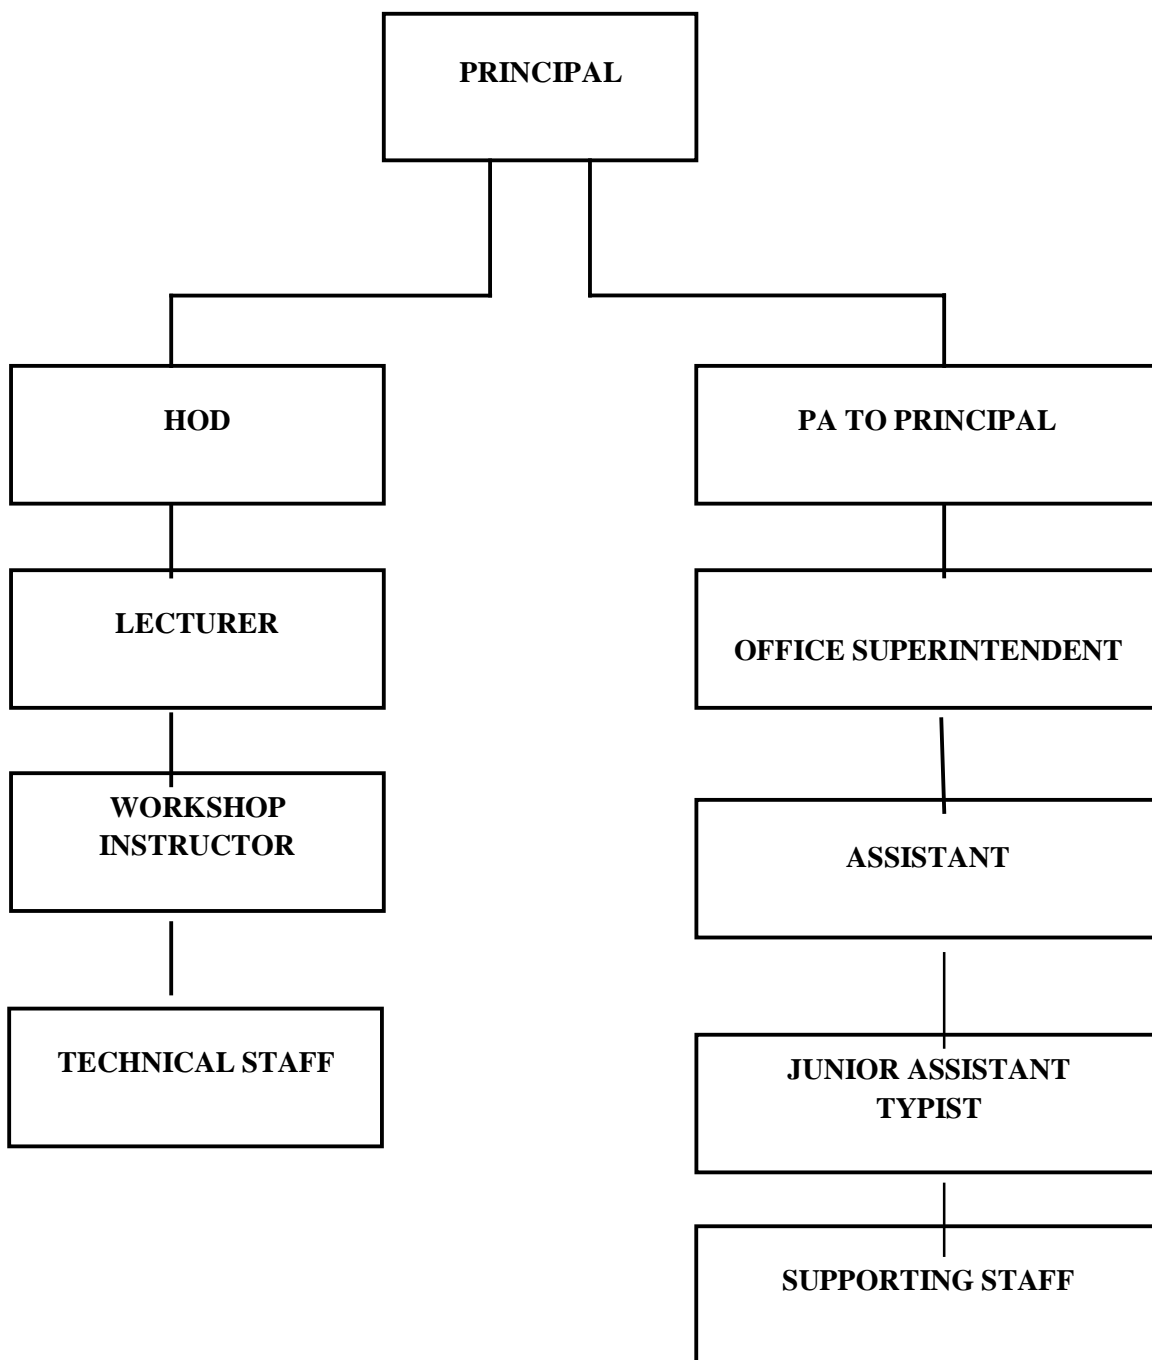 PRINCIPAL
HOD
PA TO PRINCIPAL
LECTURER
OFFICE SUPERINTENDENT
WORKSHOP
INSTRUCTOR
ASSISTANT
TECHNICAL STAFF
JUNIOR ASSISTANT
TYPIST
SUPPORTING STAFF